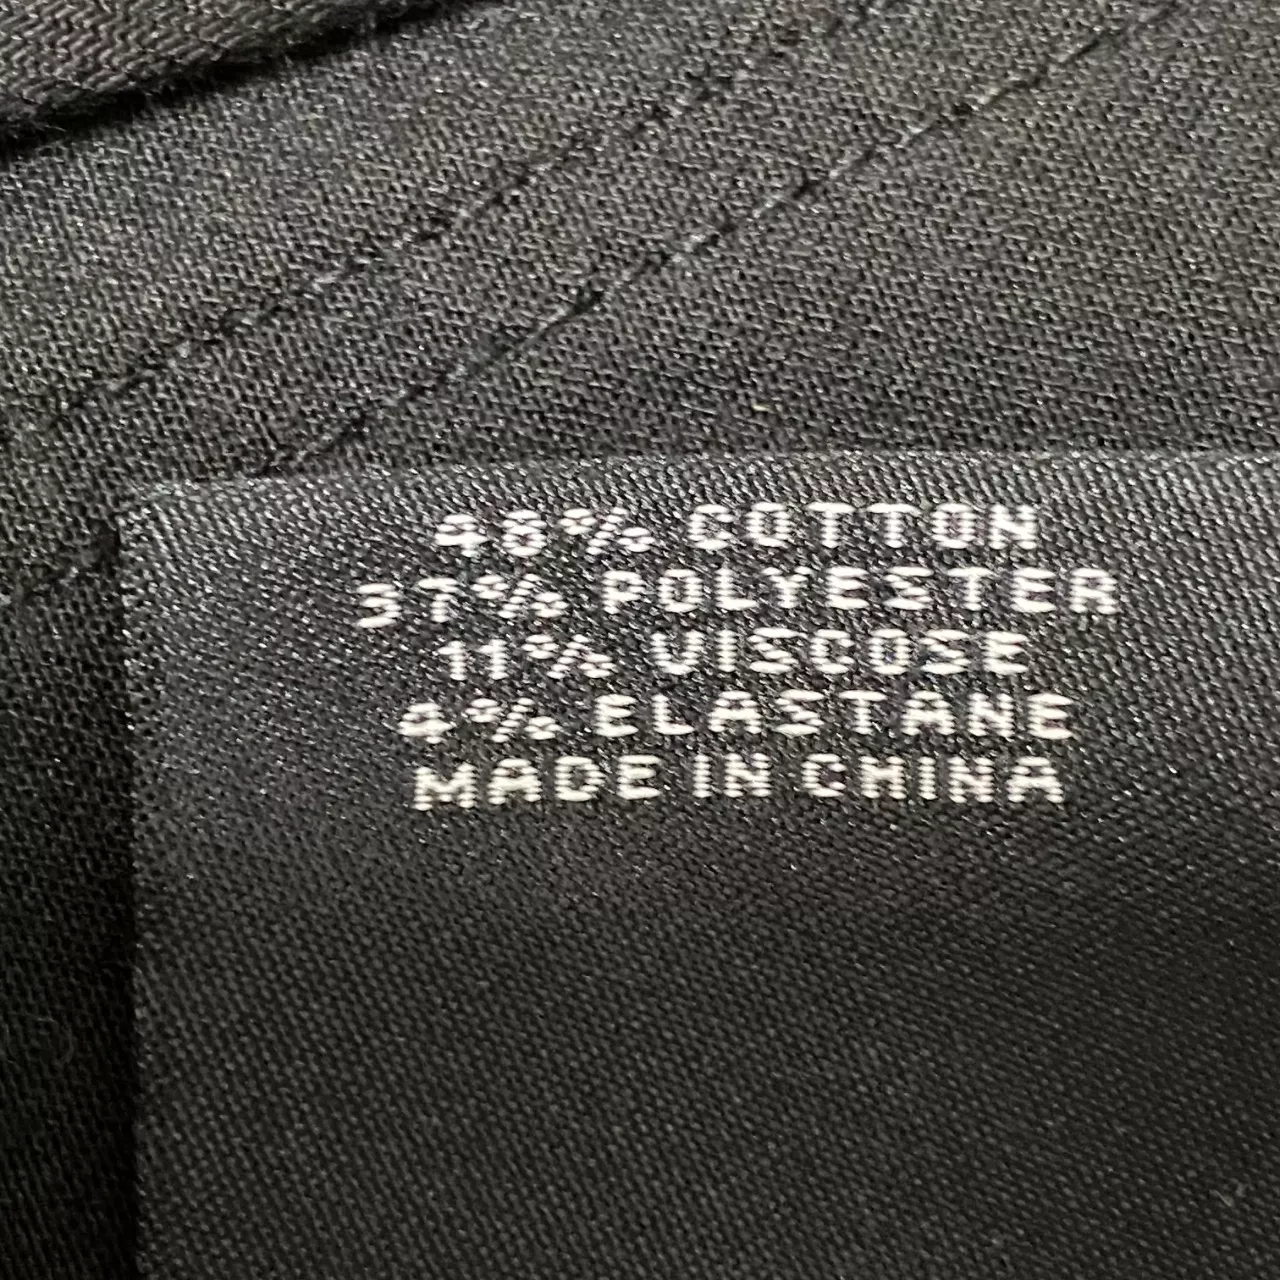 48% COTTON
37% POLYESTER
11% VISCOSE
4% ELASTANE
MADE IN CHINA